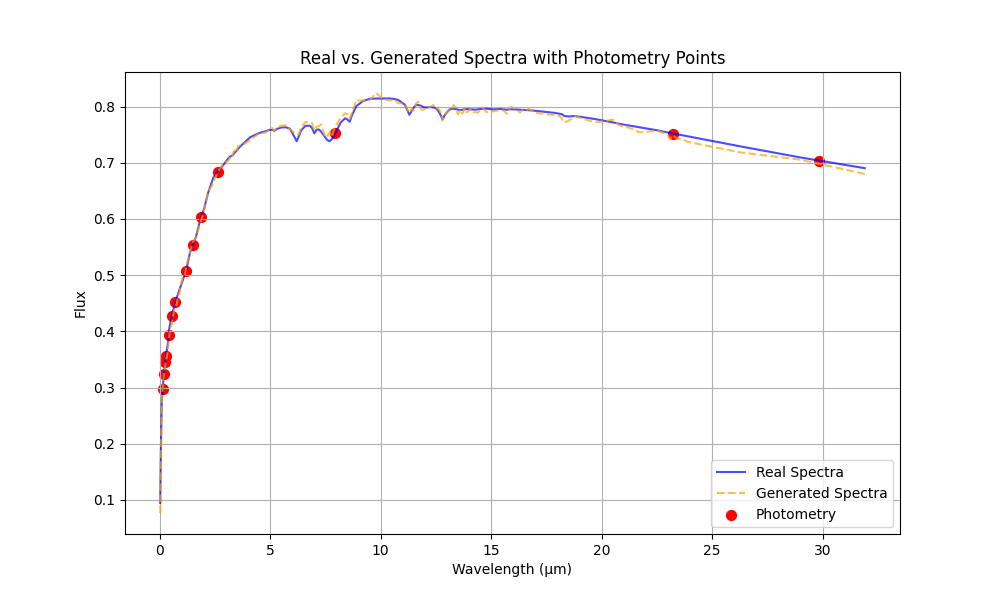 Real vs. Generated Spectra with Photometry Points
Flux
0.8
0.7
0.6
0.5
0.4
0.3
0.2
0.1
0 5 10 15 20 25 30
Wavelength (μm)
Real Spectra
Generated Spectra
Photometry